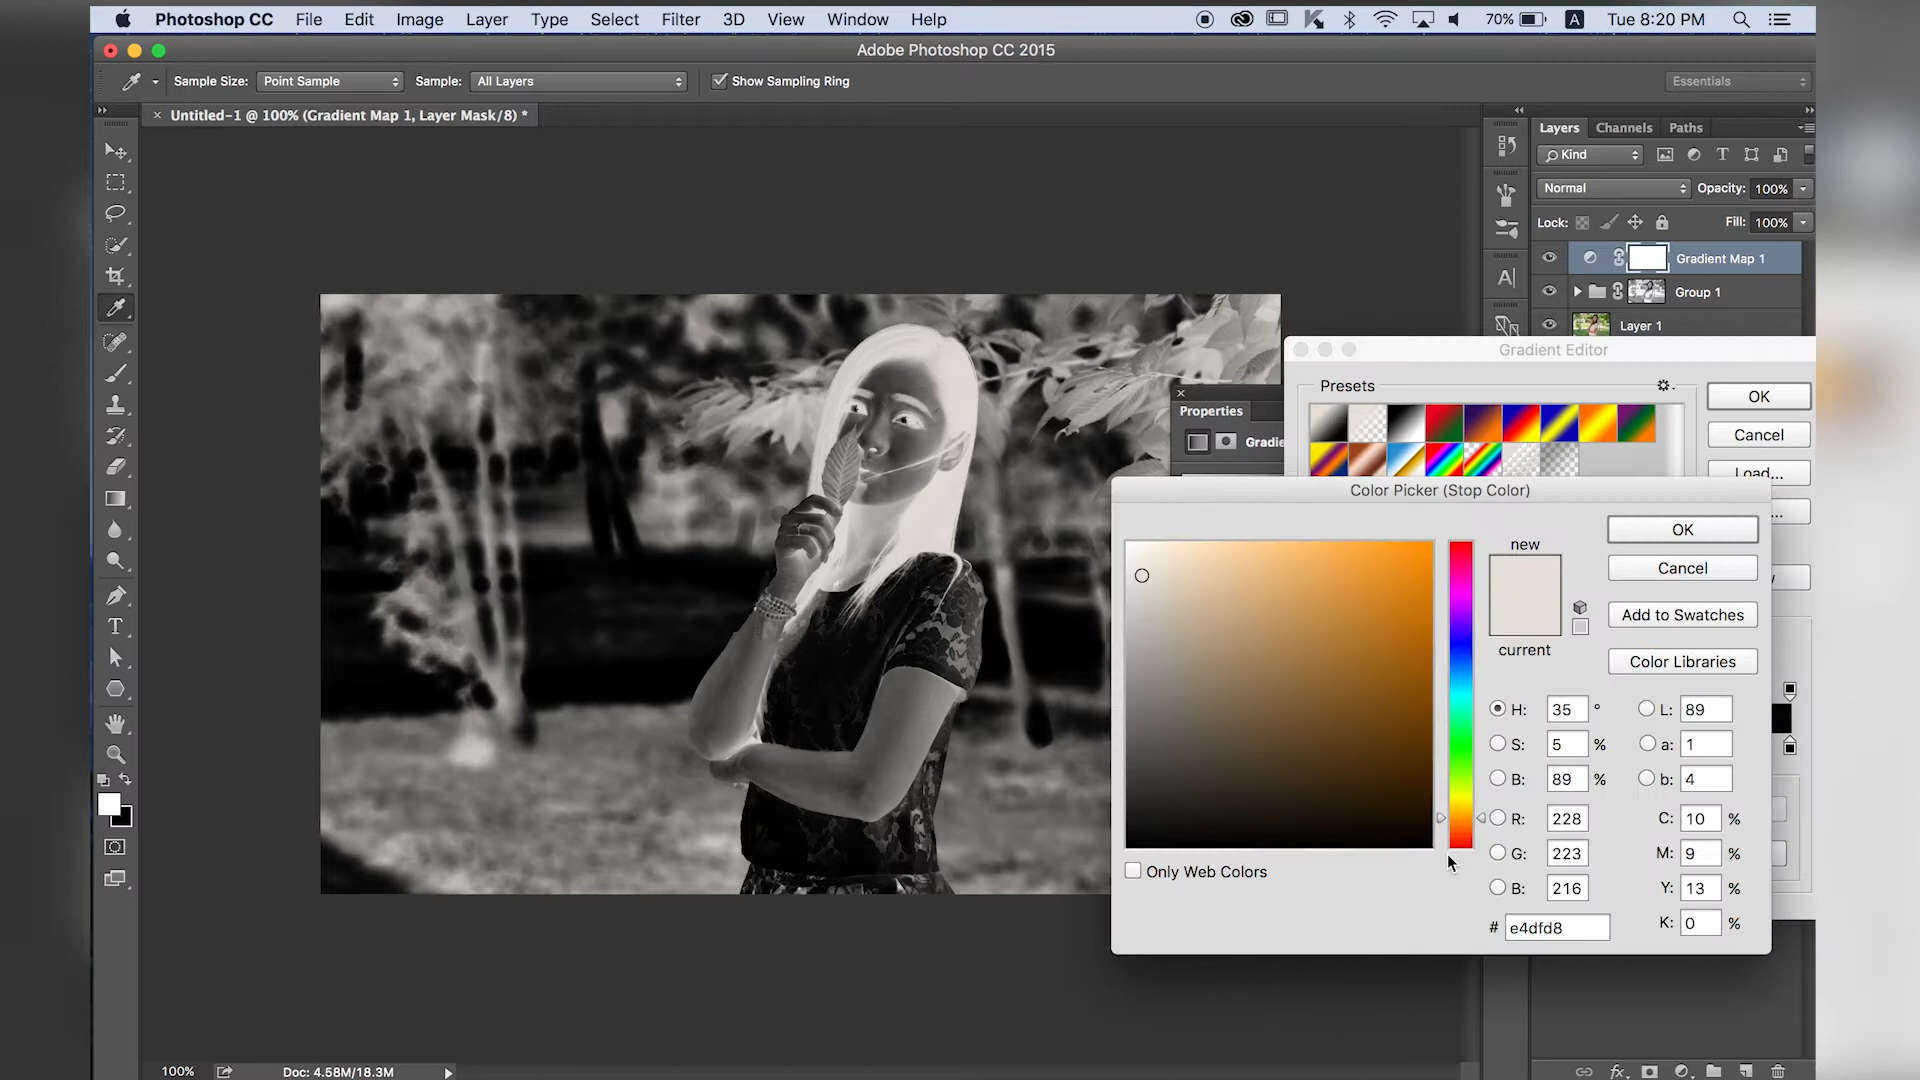 Photoshop CC File Edit Image Layer Type Select Filter 3D View Window Help 70% A Tue 8:20 PM
Adobe Photoshop CC 2015
Sample Size: Point Sample Sample: All Layers Show Sampling Ring Essentials
Untitled-1 @ 100% (Gradient Map 1, Layer Mask/8) *
Layers Channels Paths
Kind
Normal Opacity: 100%
Lock: Fill: 100%
Gradient Map 1
Group 1
Layer 1
Gradient Editor
Presets
OK
Cancel
Load...
Properties
Gradie
Color Picker (Stop Color)
new
current
OK
Cancel
Add to Swatches
Color Libraries
H: 35 ° L: 89
S: 5 % a: 1
B: 89 % b: 4
R: 228 C: 10 %
G: 223 M: 9 %
B: 216 Y: 13 %
# e4dfd8 K: 0 %
Only Web Colors
100% Doc: 4.58M/18.3M